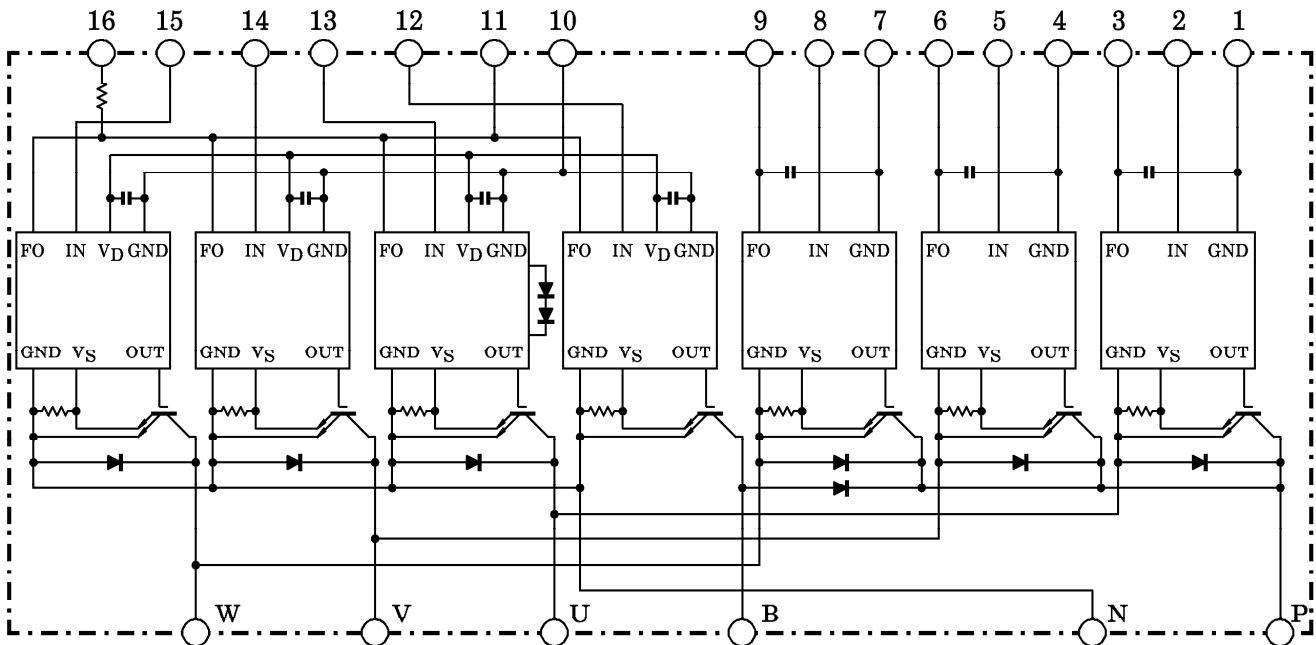 16 15 14 13 12 11 10 9 8 7 6 5 4 3 2 1
FO IN VD GND FO IN VD GND FO IN VD GND FO IN VD GND FO IN GND FO IN GND FO IN GND
GND VS OUT GND VS OUT GND VS OUT GND VS OUT GND VS OUT GND VS OUT GND VS OUT
W V U B N P